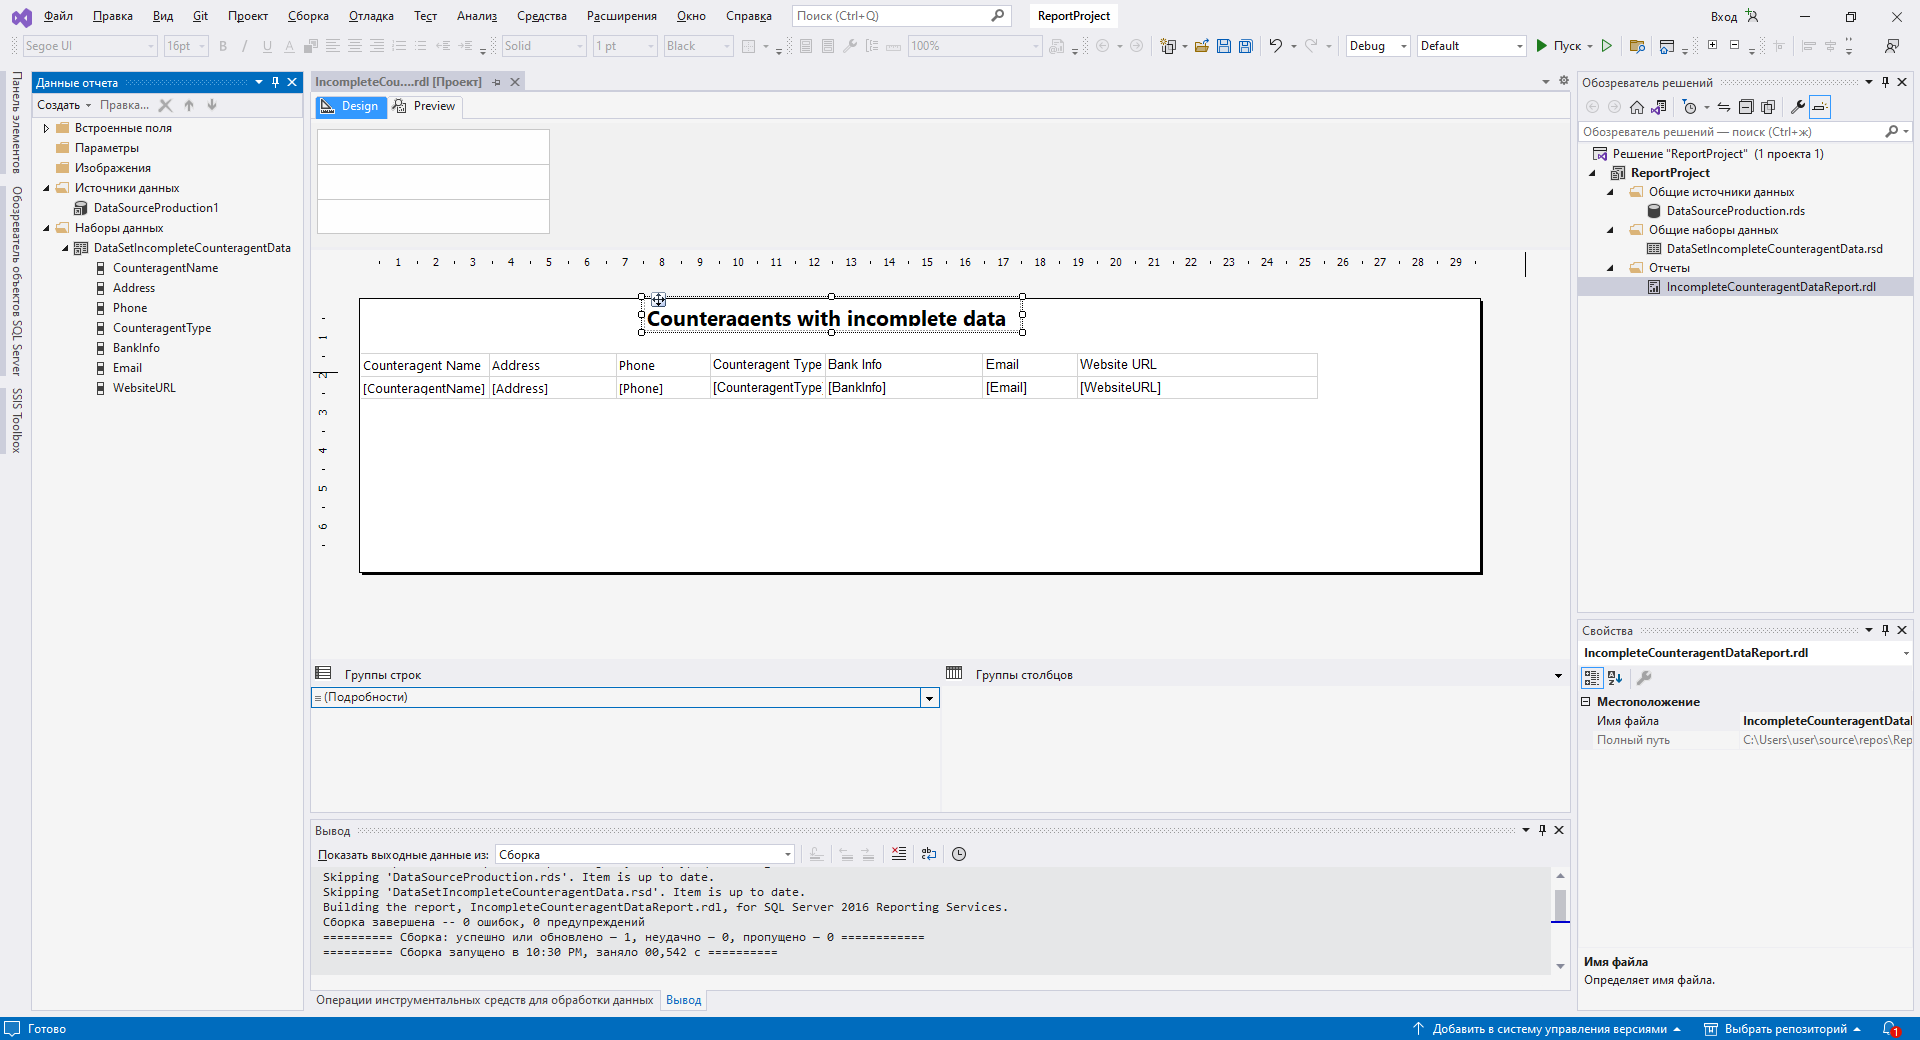 Файл Правка Вид Git Проект Сборка Отладка Тест Анализ Средства Расширения Окно Справка Поиск (Ctrl+Q) ReportProject Вход
Segoe UI 16pt B I U A Solid 1 pt Black 100% Debug Default Пуск
Панель элементов
Обозреватель объектов SQL Server
SSIS Toolbox
Данные отчета
Создать Правка...
Встроенные поля
Параметры
Изображения
Источники данных
DataSourceProduction1
Наборы данных
DataSetIncompleteCounteragentData
CounteragentName
Address
Phone
CounteragentType
BankInfo
Email
WebsiteURL
IncompleteCou....rdl [Проект]
Design Preview
1 2 3 4 5 6 7 8 9 10 11 12 13 14 15 16 17 18 19 20 21 22 23 24 25 26 27 28 29
1
2
3
4
5
6
Counteragents with incomplete data
Counteragent Name Address Phone Counteragent Type Bank Info Email Website URL
[CounteragentName] [Address] [Phone] [CounteragentType [BankInfo] [Email] [WebsiteURL]
Группы строк Группы столбцов
(Подробности)
Вывод
Показать выходные данные из: Сборка
Skipping 'DataSourceProduction.rds'. Item is up to date.
Skipping 'DataSetIncompleteCounteragentData.rsd'. Item is up to date.
Building the report, IncompleteCounteragentDataReport.rdl, for SQL Server 2016 Reporting Services.
Сборка завершена -- 0 ошибок, 0 предупреждений
========== Сборка: успешно или обновлено — 1, неудачно — 0, пропущено — 0 ============
========== Сборка запущено в 10:30 PM, заняло 00,542 с ==========
Операции инструментальных средств для обработки данных Вывод
Обозреватель решений
Обозреватель решений — поиск (Ctrl+ж)
Решение "ReportProject" (1 проекта 1)
ReportProject
Общие источники данных
DataSourceProduction.rds
Общие наборы данных
DataSetIncompleteCounteragentData.rsd
Отчеты
IncompleteCounteragentDataReport.rdl
Свойства
IncompleteCounteragentDataReport.rdl
Местоположение
Имя файла IncompleteCounteragentDataI
Полный путь C:\Users\user\source\repos\Rep
Имя файла
Определяет имя файла.
Готово Добавить в систему управления версиями Выбрать репозиторий 1